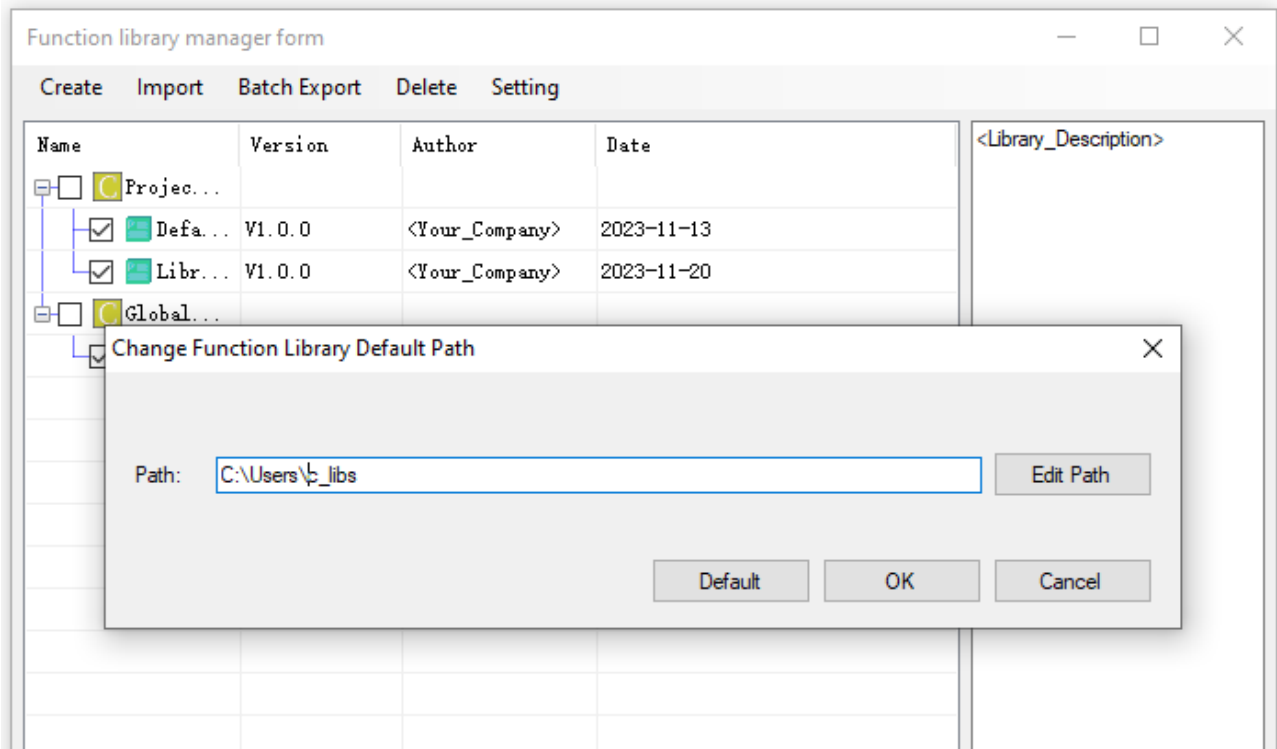 Function library manager form
Create Import Batch Export Delete Setting
Name Version Author Date
<Library_Description>
Projec...
Defa... V1.0.0 <Your_Company> 2023-11-13
Libr... V1.0.0 <Your_Company> 2023-11-20
Global...
Change Function Library Default Path
Path: C:\Users\c_libs Edit Path
Default OK Cancel